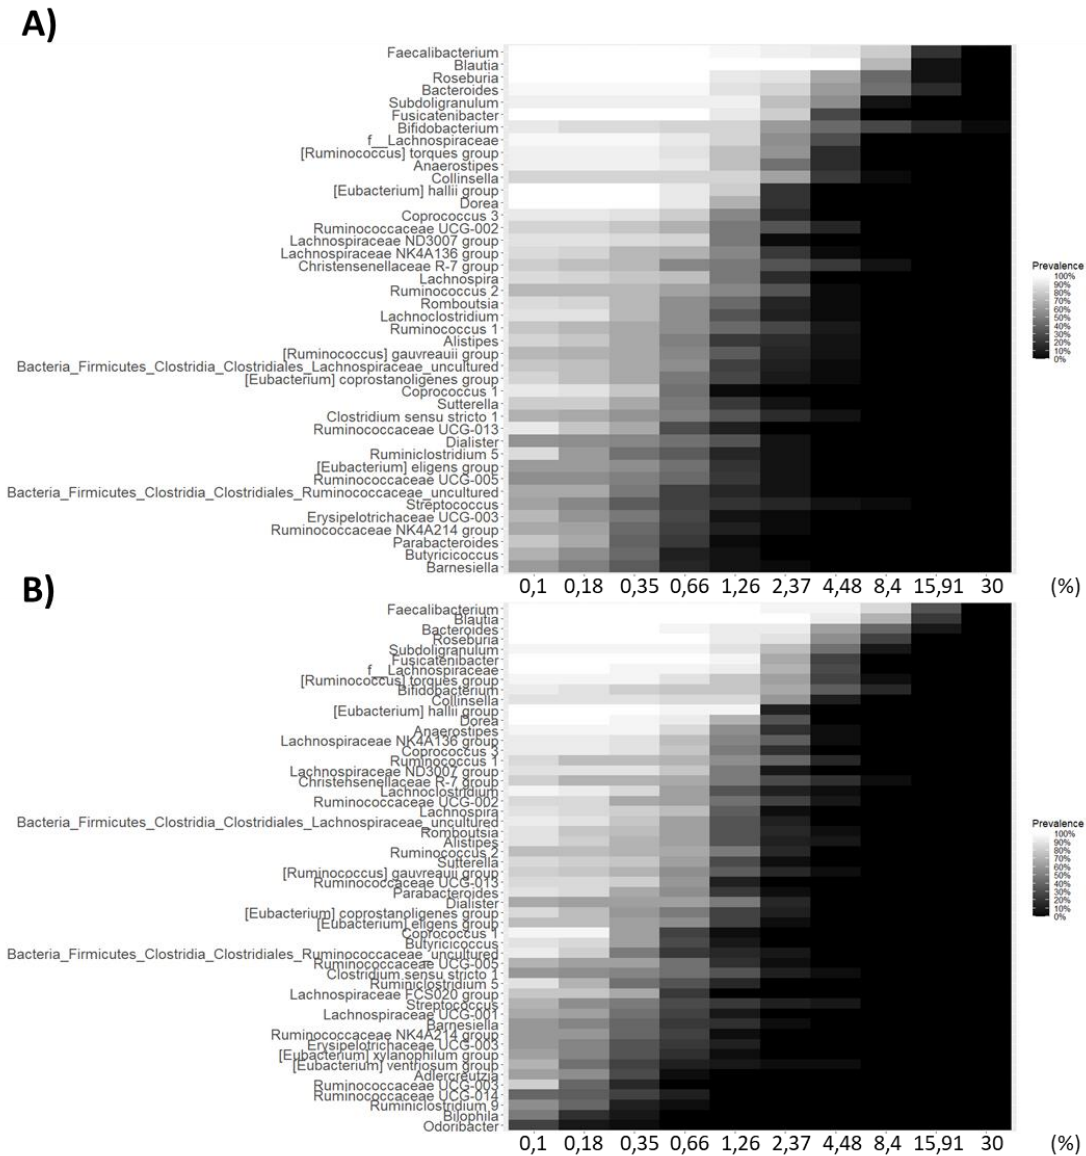 A)
Faecalibacterium
Blautia
Roseburia
Bacteroides
Subdoligranulum
Fusicatenibacter
Bifidobacterium
f__Lachnospiraceae
[Ruminococcus] torques group
Anaerostipes
Collinsella
[Eubacterium] hallii group
Dorea
Coprococcus 3
Ruminococcaceae UCG-002
Lachnospiraceae ND3007 group
Lachnospiraceae NK4A136 group
Christensenellaceae R-7 group
Lachnospira
Ruminococcus 2
Romboutsia
Lachnoclostridium
Ruminococcus 1
Alistipes
[Ruminococcus] gauvreauii group
Bacteria_Firmicutes_Clostridia_Clostridiales_Lachnospiraceae_uncultured
[Eubacterium] coprostanoligenes group
Coprococcus 1
Sutterella
Clostridium sensu stricto 1
Ruminococcaceae UCG-013
Dialister
Ruminiclostridium 5
[Eubacterium] eligens group
Ruminococcaceae UCG-005
Bacteria_Firmicutes_Clostridia_Clostridiales_Ruminococcaceae_uncultured
Streptococcus
Erysipelotrichaceae UCG-003
Ruminococcaceae NK4A214 group
Parabacteroides
Butyricicoccus
Barnesiella
0,1 0,18 0,35 0,66 1,26 2,37 4,48 8,4 15,91 30 (%)
Prevalence
100%
90%
80%
70%
60%
50%
40%
30%
20%
10%
0%
B)
Faecalibacterium
Blautia
Bacteroides
Roseburia
Subdoligranulum
Fusicatenibacter
f__Lachnospiraceae
[Ruminococcus] torques group
Bifidobacterium
Collinsella
[Eubacterium] hallii group
Dorea
Anaerostipes
Lachnospiraceae NK4A136 group
Coprococcus 3
Ruminococcus 1
Lachnospiraceae ND3007 group
Christensenellaceae R-7 group
Lachnoclostridium
Ruminococcaceae UCG-002
Lachnospira
Bacteria_Firmicutes_Clostridia_Clostridiales_Lachnospiraceae_uncultured
Romboutsia
Alistipes
Ruminococcus 2
Sutterella
[Ruminococcus] gauvreauii group
Ruminococcaceae UCG-013
Parabacteroides
Dialister
[Eubacterium] coprostanoligenes group
[Eubacterium] eligens group
Coprococcus 1
Butyricicoccus
Bacteria_Firmicutes_Clostridia_Clostridiales_Ruminococcaceae_uncultured
Ruminococcaceae UCG-005
Clostridium sensu stricto 1
Ruminiclostridium 5
Lachnospiraceae FCS020 group
Streptococcus
Lachnospiraceae UCG-001
Barnesiella
Ruminococcaceae NK4A214 group
Erysipelotrichaceae UCG-003
[Eubacterium] xylanophilum group
[Eubacterium] ventriosum group
Adlercreutzia
Ruminococcaceae UCG-003
Ruminococcaceae UCG-014
Ruminiclostridium 9
Bilophila
Odoribacter
0,1 0,18 0,35 0,66 1,26 2,37 4,48 8,4 15,91 30 (%)
Prevalence
100%
90%
80%
70%
60%
50%
40%
30%
20%
10%
0%